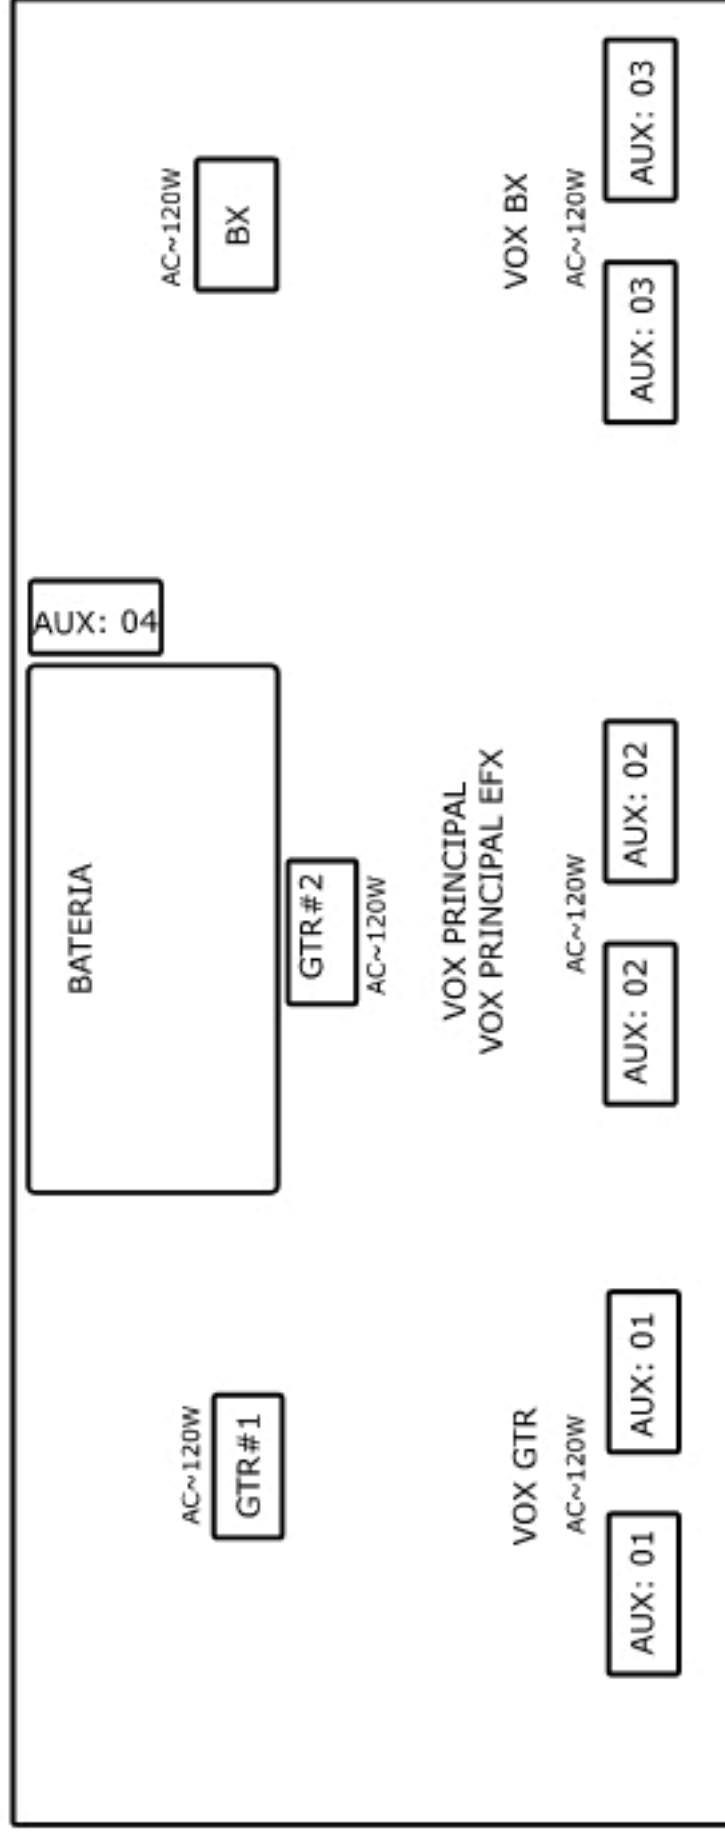 BATERIA
AUX: 04
AC~120W
GTR#1
AC~120W
BX
GTR#2
AC~120W
VOX PRINCIPAL
VOX PRINCIPAL EFX
VOX GTR
VOX BX
AC~120W
AC~120W
AC~120W
AUX: 01
AUX: 01
AUX: 02
AUX: 02
AUX: 03
AUX: 03